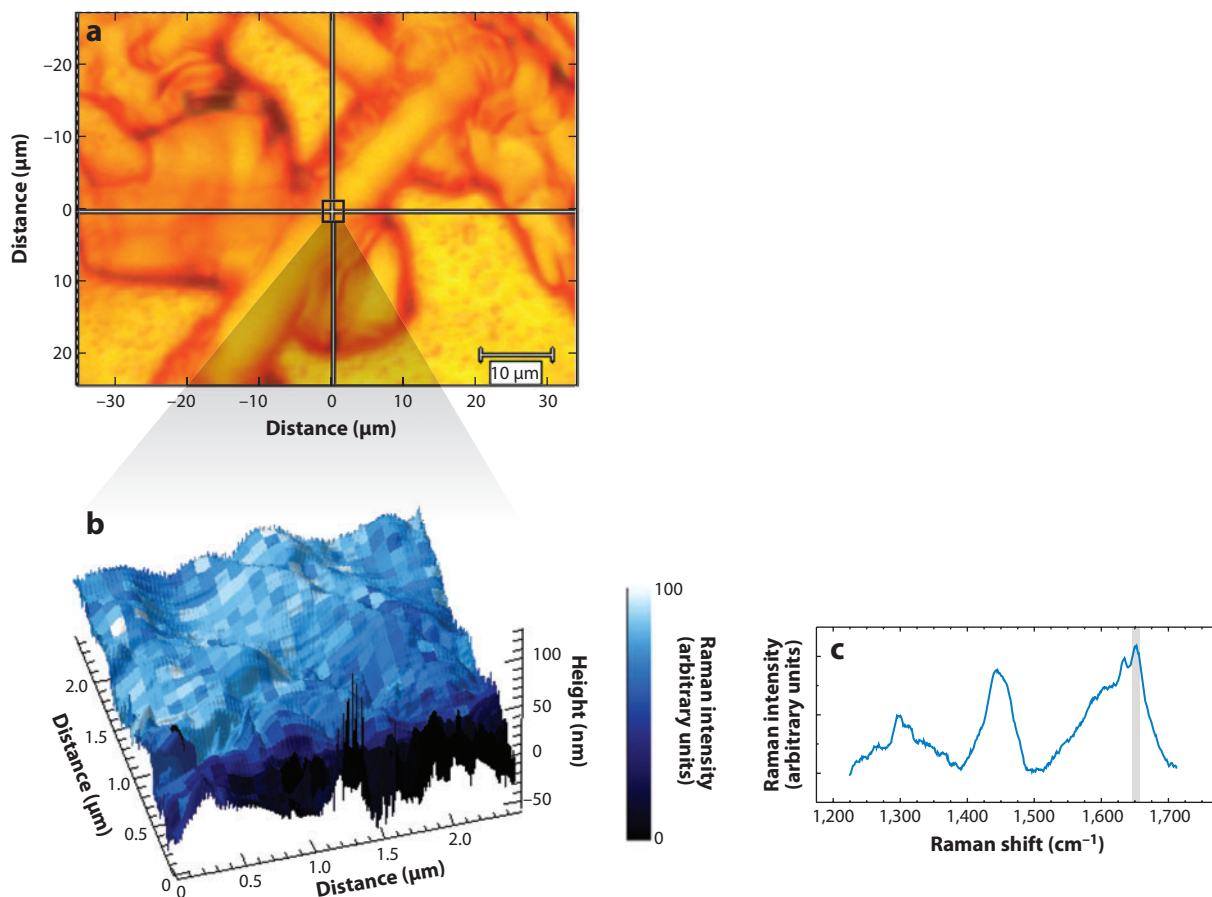 a
–20
–10
0
10
20
Distance (μm)
10 μm
–30
–20
–10
0
10
20
30
Distance (μm)
b
100
50
0
–50
Height (nm)
2.0
1.5
1.0
0.5
0
Distance (μm)
0
0.5
1.0
1.5
2.0
Distance (μm)
100
0
Raman intensity
(arbitrary units)
c
Raman intensity
(arbitrary units)
1,200
1,300
1,400
1,500
1,600
1,700
Raman shift (cm⁻¹)